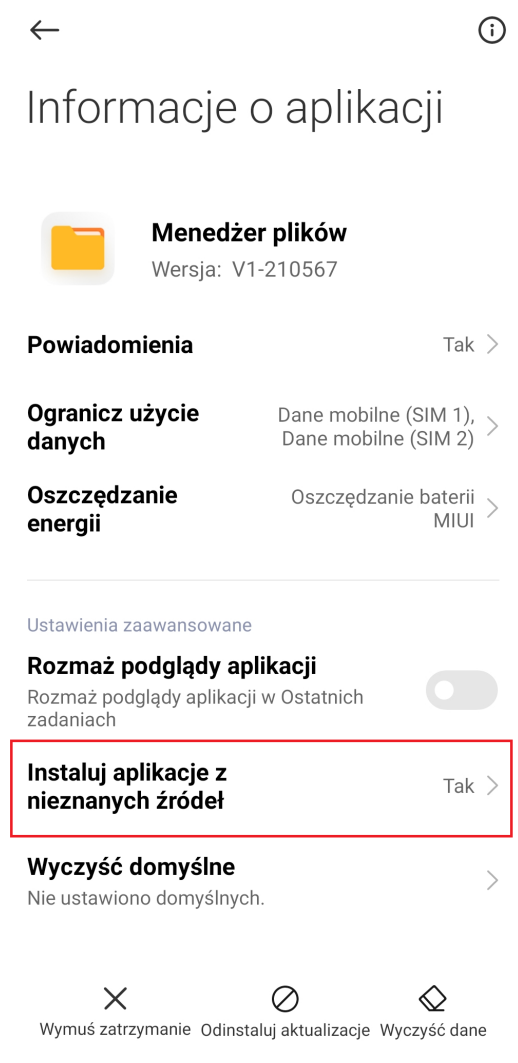 Informacje o aplikacji
Menedżer plików
Wersja: V1-210567
Powiadomienia
Tak
Ogranicz użycie
danych
Dane mobilne (SIM 1),
Dane mobilne (SIM 2)
Oszczędzanie
energii
Oszczędzanie baterii
MIUI
Ustawienia zaawansowane
Rozmaż podglądy aplikacji
Rozmaż podglądy aplikacji w Ostatnich
zadaniach
Instaluj aplikacje z
nieznanych źródeł
Tak
Wyczyść domyślne
Nie ustawiono domyślnych.
Wymuś zatrzymanie
Odinstaluj aktualizacje
Wyczyść dane